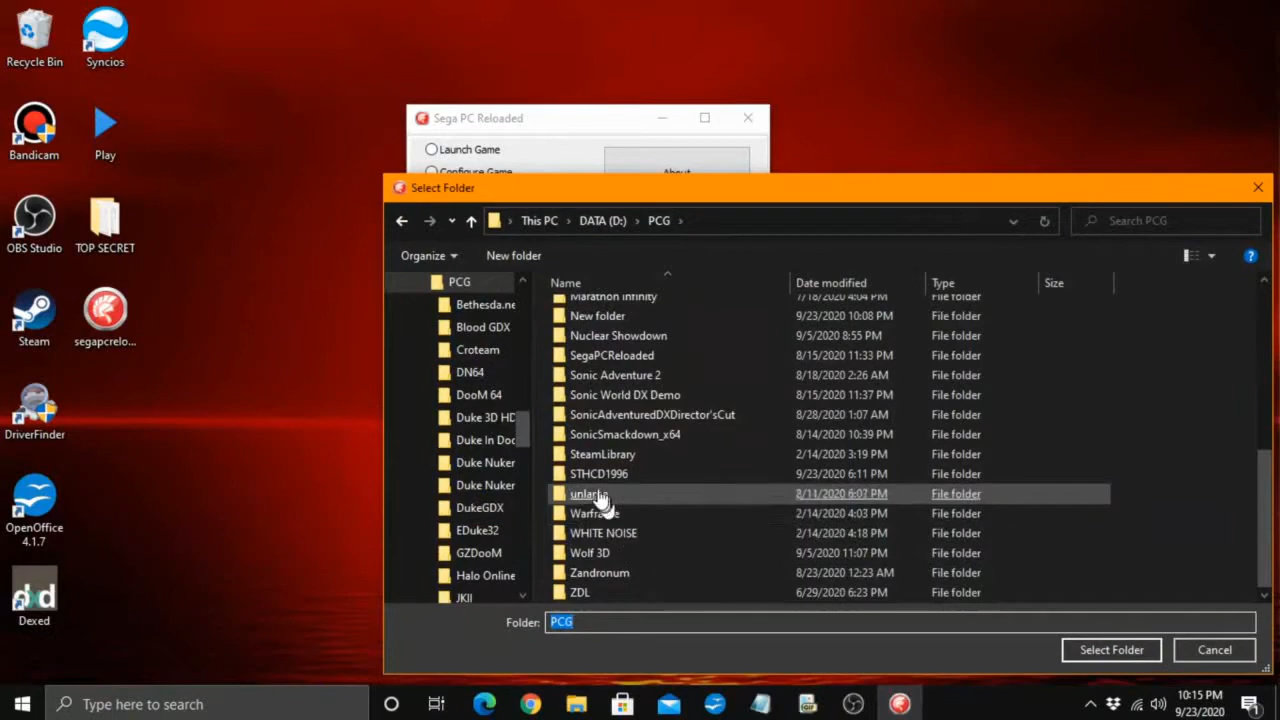 Recycle Bin
Syncios
Bandicam
Play
OBS Studio
TOP SECRET
Steam
segapcrelo...
DriverFinder
OpenOffice
4.1.7
dxd
Dexed
Sega PC Reloaded
Launch Game
Configure Game
About
Select Folder
This PC > DATA (D:) > PCG >
Search PCG
Organize
New folder
Name Date modified Type Size
PCG
Bethesda.ne
Blood GDX
Croteam
DN64
DooM 64
Duke 3D HD
Duke In Doo
Duke Nuker
Duke Nuker
DukeGDX
EDuke32
GZDooM
Halo Online
JKII
Marathon Infinity 7/18/2020 4:04 PM File folder
New folder 9/23/2020 10:08 PM File folder
Nuclear Showdown 9/5/2020 8:55 PM File folder
SegaPCReloaded 8/15/2020 11:33 PM File folder
Sonic Adventure 2 8/18/2020 2:26 AM File folder
Sonic World DX Demo 8/15/2020 11:37 PM File folder
SonicAdventuredDXDirector'sCut 8/28/2020 1:07 AM File folder
SonicSmackdown_x64 8/14/2020 10:39 PM File folder
SteamLibrary 2/14/2020 3:19 PM File folder
STHCD1996 9/23/2020 6:11 PM File folder
8/11/2020 6:07 PM File folder
Warframe 2/14/2020 4:03 PM File folder
WHITE NOISE 2/14/2020 4:18 PM File folder
Wolf 3D 9/5/2020 11:07 PM File folder
Zandronum 8/23/2020 12:23 AM File folder
ZDL 6/29/2020 6:23 PM File folder
Folder: PCG
Select Folder
Cancel
Type here to search
10:15 PM
9/23/2020
1